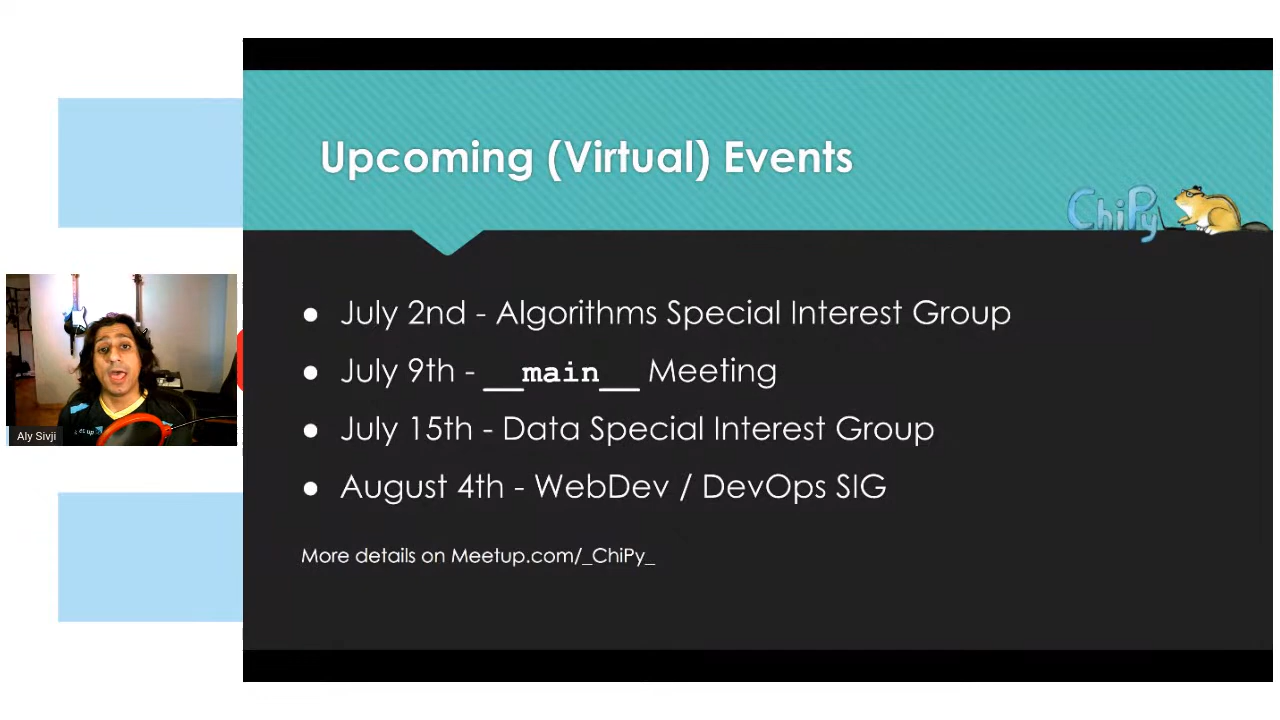 Upcoming (Virtual) Events
ChiPy
● July 2nd - Algorithms Special Interest Group
● July 9th - __main__ Meeting
● July 15th - Data Special Interest Group
● August 4th - WebDev / DevOps SIG
More details on Meetup.com/_ChiPy_
Aly Sivji